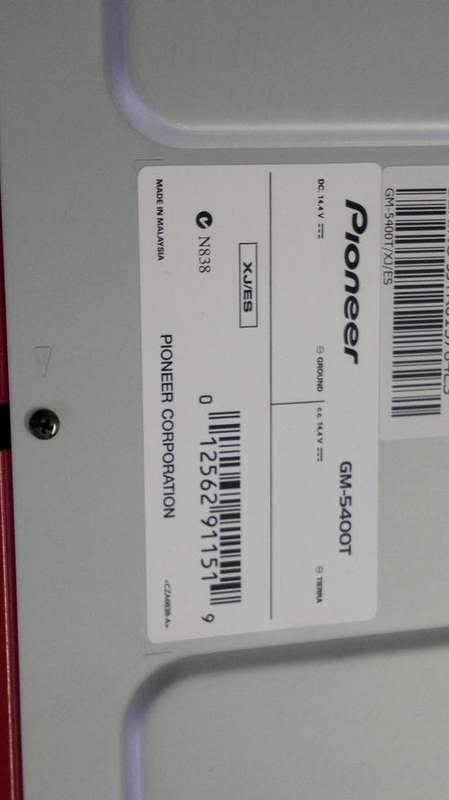 GM-5400T/XJ/ES
Pioneer GM-5400T
DC. 14.4 V ⎓ ⊖ GROUND c.c. 14,4 V ⎓ ⊖ TIERRA
XJ/ES
0 12562 91151 9
N838
PIONEER CORPORATION
MADE IN MALAYSIA
<CZA6838-A>